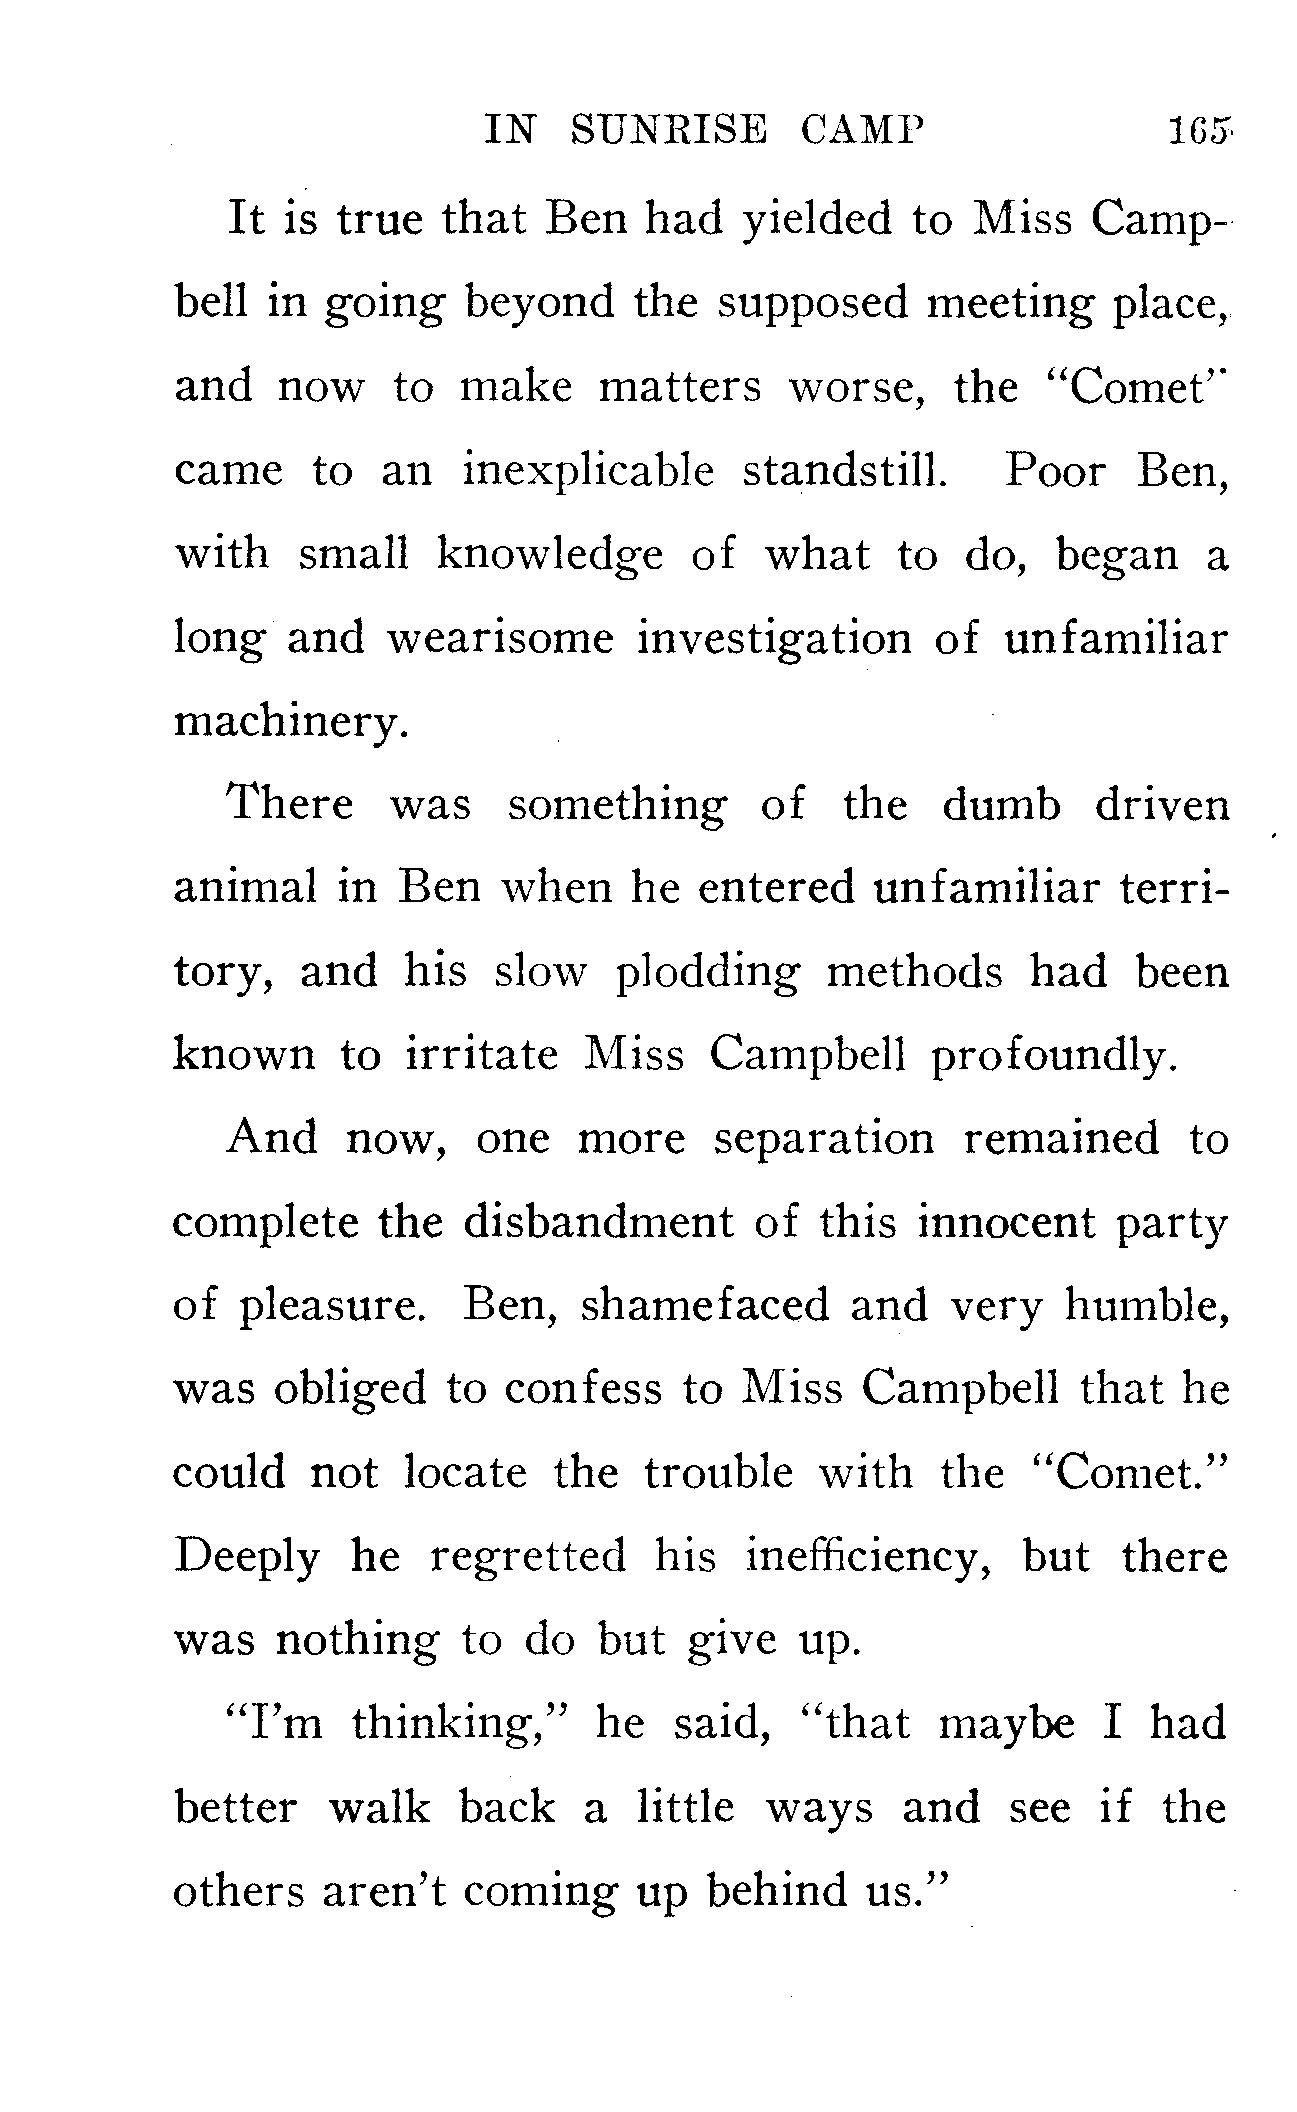 IN SUNRISE CAMP 165
It is true that Ben had yielded to Miss Camp-
bell in going beyond the supposed meeting place,
and now to make matters worse, the “Comet”
came to an inexplicable standstill. Poor Ben,
with small knowledge of what to do, began a
long and wearisome investigation of unfamiliar
machinery.
There was something of the dumb driven
animal in Ben when he entered unfamiliar terri-
tory, and his slow plodding methods had been
known to irritate Miss Campbell profoundly.
And now, one more separation remained to
complete the disbandment of this innocent party
of pleasure. Ben, shamefaced and very humble,
was obliged to confess to Miss Campbell that he
could not locate the trouble with the “Comet.”
Deeply he regretted his inefficiency, but there
was nothing to do but give up.
“I’m thinking,” he said, “that maybe I had
better walk back a little ways and see if the
others aren’t coming up behind us.”